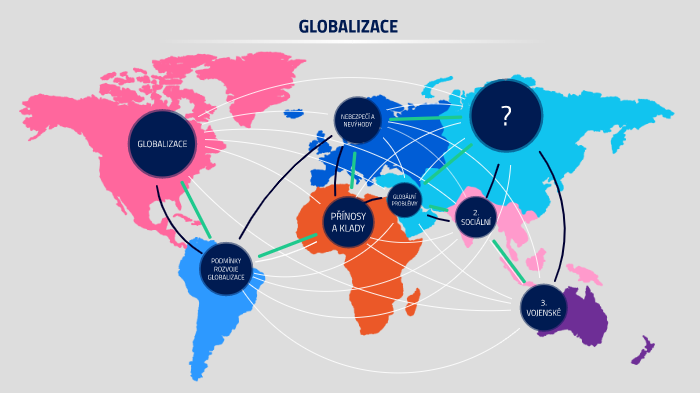 GLOBALIZACE
GLOBALIZACE
NEBEZPEČÍ A
NEVÝHODY
?
GLOBÁLNÍ
PROBLÉMY
PŘÍNOSY
A KLADY
2.
SOCIÁLNÍ
PODMÍNKY
ROZVOJE
GLOBALIZACE
3.
VOJENSKÉ